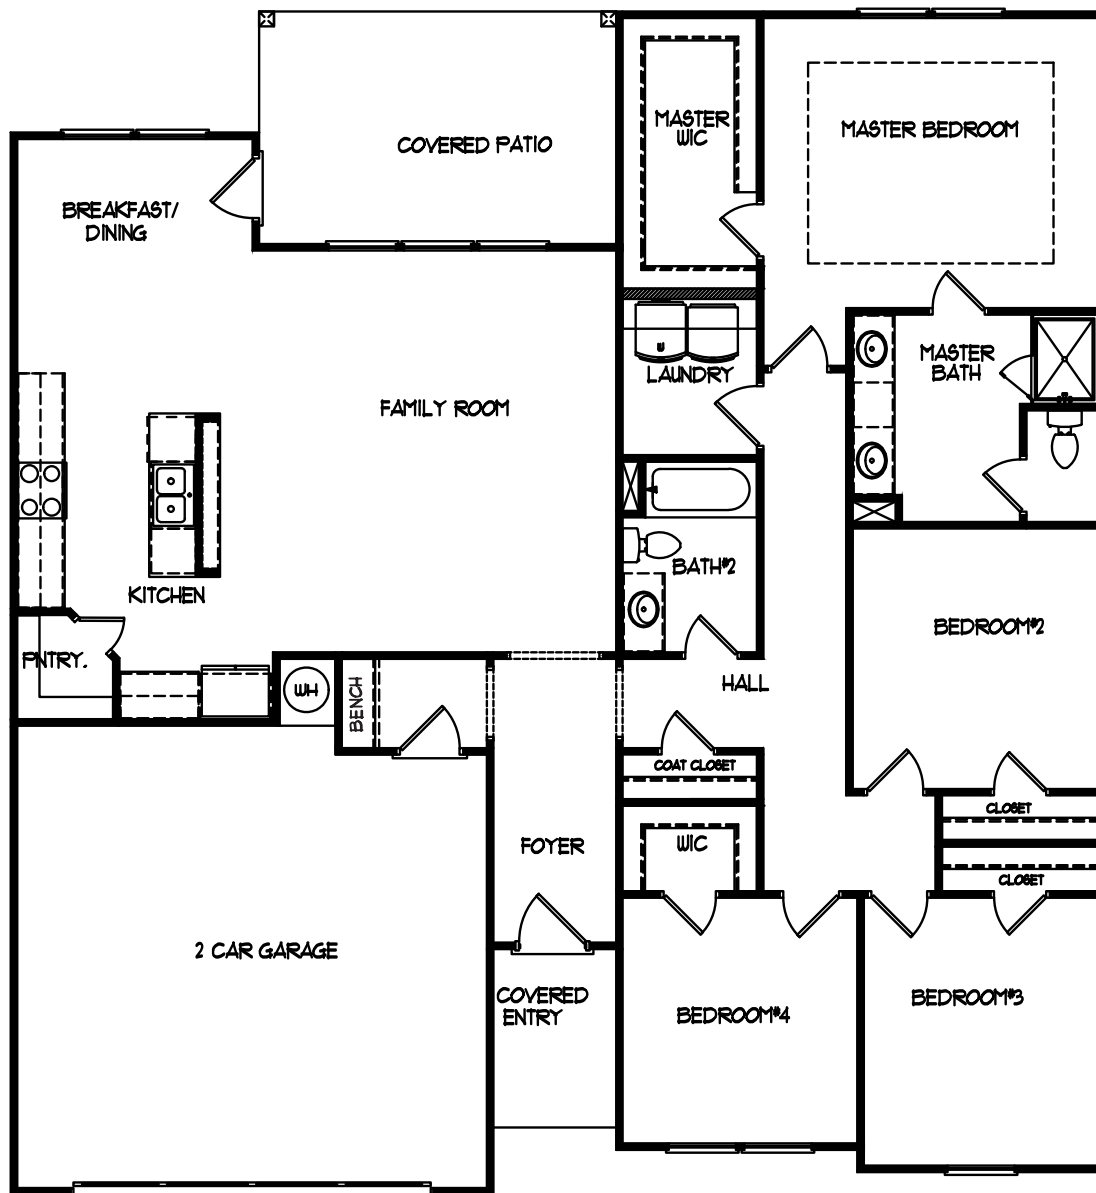 MASTER
WIC
MASTER BEDROOM
COVERED PATIO
BREAKFAST/
DINING
MASTER
BATH
W
LAUNDRY
FAMILY ROOM
BATH#2
KITCHEN
BEDROOM#2
PNTRY.
WH
BENCH
HALL
COAT CLOSET
CLOSET
FOYER
WIC
CLOSET
2 CAR GARAGE
COVERED
ENTRY
BEDROOM#4
BEDROOM#3